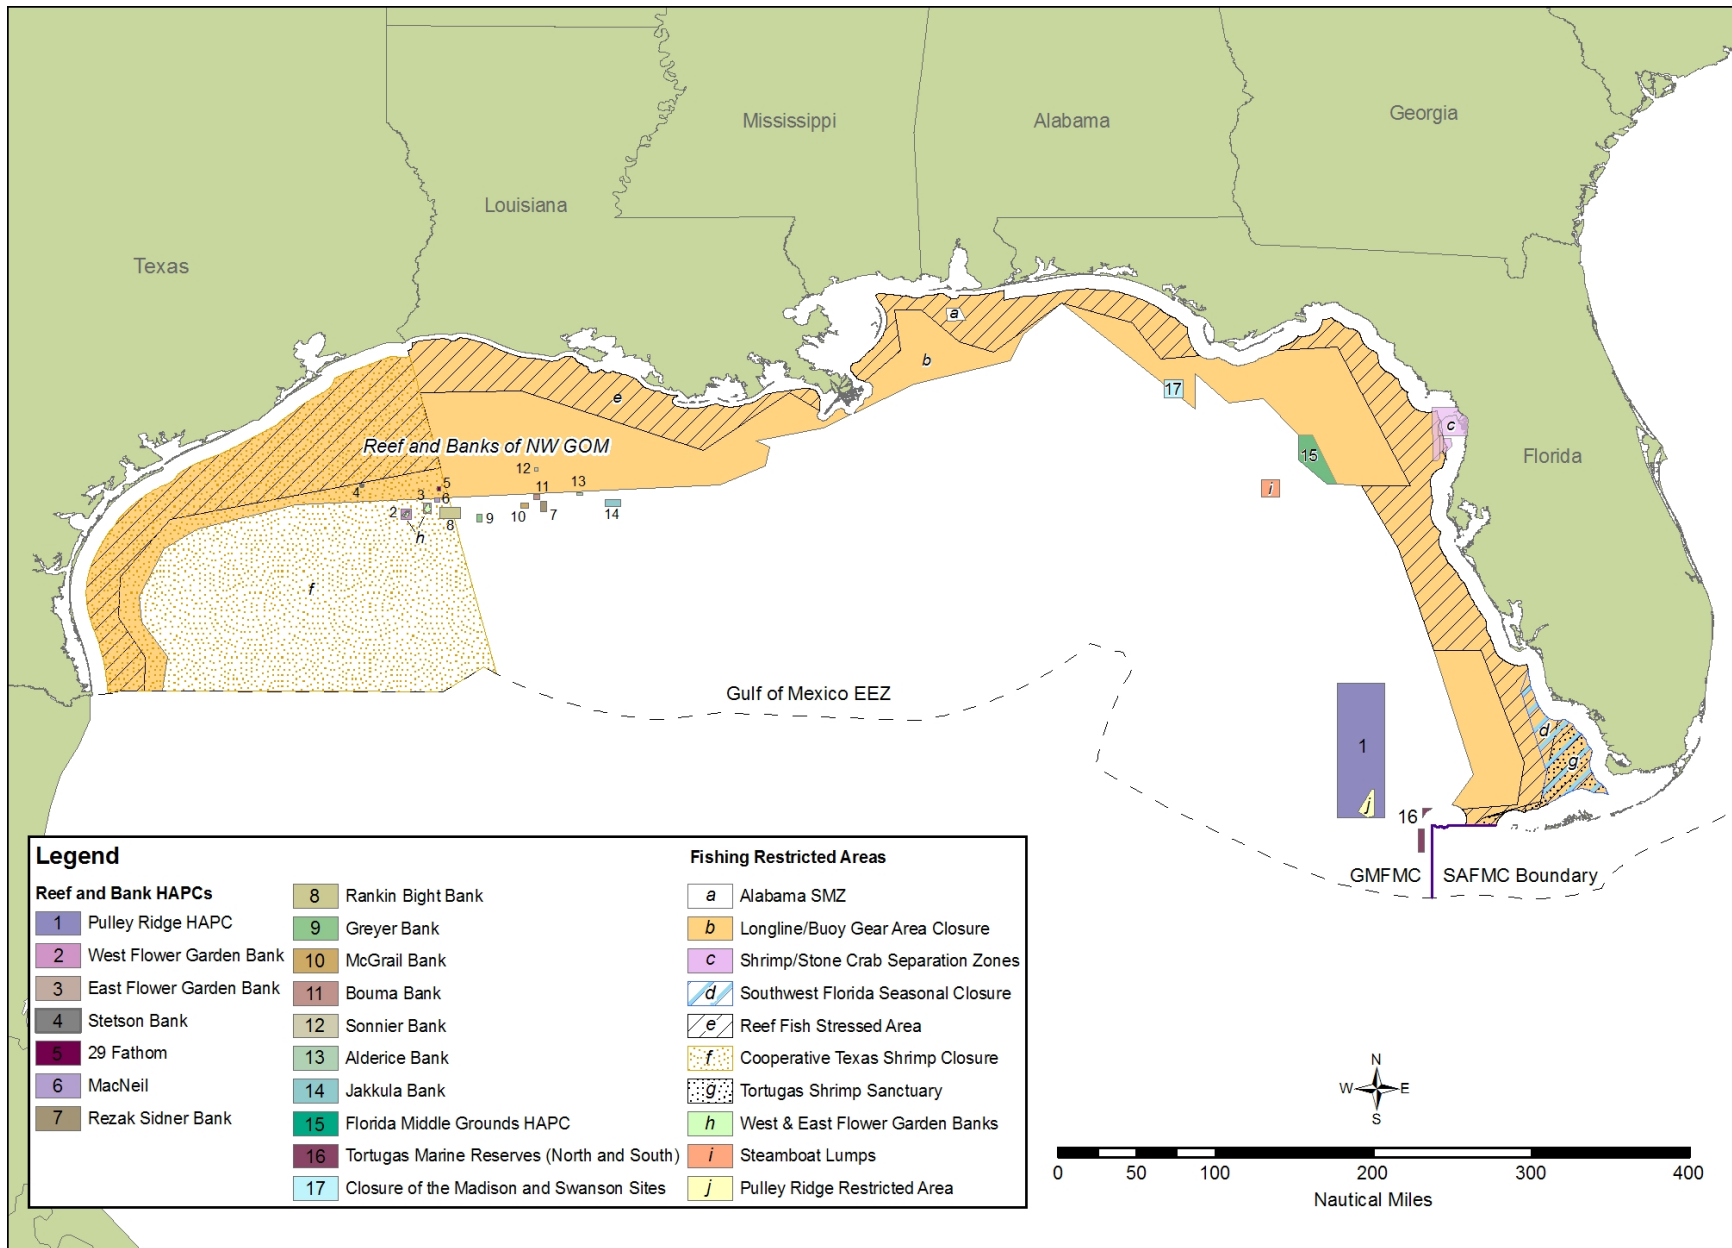 Mississippi
Alabama
Georgia
Louisiana
Texas
Florida
a
b
17
e
c
Reef and Banks of NW GOM
15
i
12
5
4
3
6
11
13
2
8
9
10
7
14
h
f
Gulf of Mexico EEZ
d
1
g
j
16
GMFMC
SAFMC Boundary
Legend
Reef and Bank HAPCs
1 Pulley Ridge HAPC
2 West Flower Garden Bank
3 East Flower Garden Bank
4 Stetson Bank
5 29 Fathom
6 MacNeil
7 Rezak Sidner Bank
8 Rankin Bight Bank
9 Greyer Bank
10 McGrail Bank
11 Bouma Bank
12 Sonnier Bank
13 Alderice Bank
14 Jakkula Bank
15 Florida Middle Grounds HAPC
16 Tortugas Marine Reserves (North and South)
17 Closure of the Madison and Swanson Sites
Fishing Restricted Areas
a Alabama SMZ
b Longline/Buoy Gear Area Closure
c Shrimp/Stone Crab Separation Zones
d Southwest Florida Seasonal Closure
e Reef Fish Stressed Area
f Cooperative Texas Shrimp Closure
g Tortugas Shrimp Sanctuary
h West & East Flower Garden Banks
i Steamboat Lumps
j Pulley Ridge Restricted Area
N
W E
S
0 50 100 200 300 400
Nautical Miles